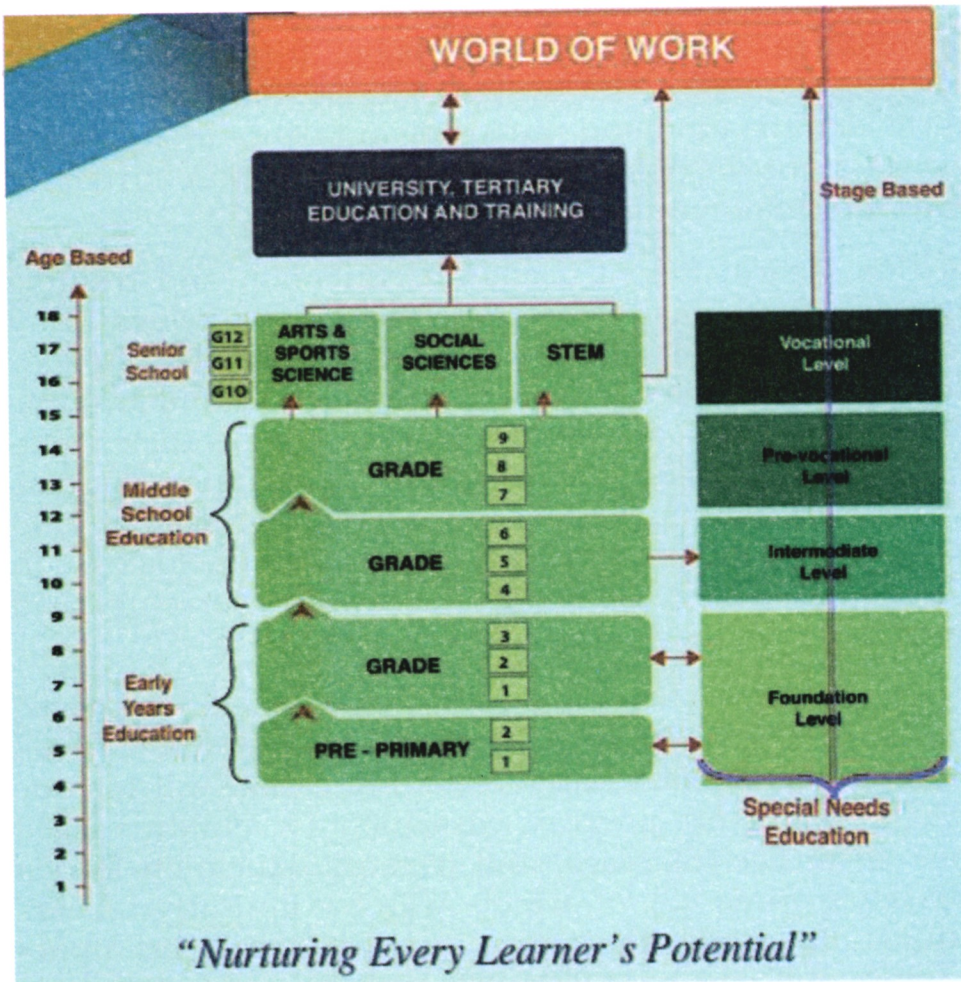 WORLD OF WORK
UNIVERSITY, TERTIARY
EDUCATION AND TRAINING
Stage Based
Age Based
18
17
16
15
14
13
12
11
10
9
8
7
6
5
4
3
2
1
Senior
School
G12
G11
G10
ARTS &
SPORTS
SCIENCE
SOCIAL
SCIENCES
STEM
Vocational
Level
Middle
School
Education
GRADE
9
8
7
Pre-vocational
Level
GRADE
6
5
4
Intermediate
Level
Early
Years
Education
GRADE
3
2
1
Foundation
Level
PRE - PRIMARY
2
1
Special Needs
Education
“Nurturing Every Learner’s Potential”